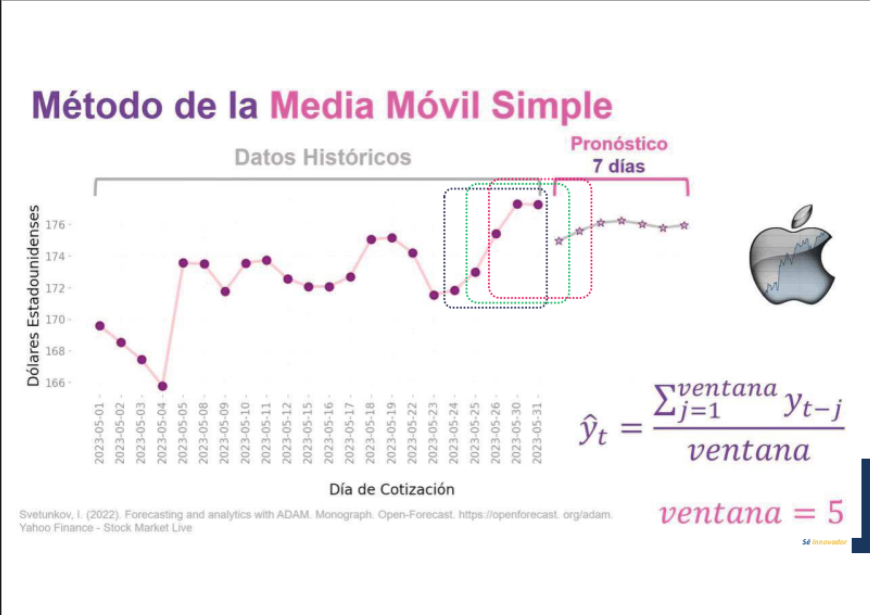 Método de la Media Móvil Simple
Datos Históricos
Pronóstico
7 días
Dólares Estadounidenses
176
174
172
170
168
166
2023-05-01
2023-05-02
2023-05-03
2023-05-04
2023-05-05
2023-05-08
2023-05-09
2023-05-10
2023-05-11
2023-05-12
2023-05-15
2023-05-16
2023-05-17
2023-05-18
2023-05-19
2023-05-22
2023-05-23
2023-05-24
2023-05-25
2023-05-26
2023-05-30
2023-05-31
Día de Cotización
ŷₜ = ∑ⱼ₌₁^ventana yₜ₋ⱼ / ventana
ventana = 5
Svetunkov, I. (2022). Forecasting and analytics with ADAM. Monograph. Open-Forecast. https://openforecast. org/adam.
Yahoo Finance - Stock Market Live
Sé Innovador